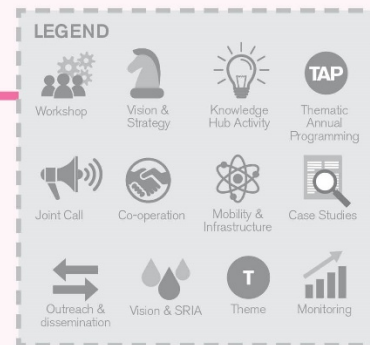 LEGEND
TAP
Workshop
Vision &
Strategy
Knowledge
Hub Activity
Thematic
Annual
Programming
Joint Call
Co-operation
Mobility &
Infrastructure
Case Studies
T
Outreach &
dissemination
Vision & SRIA
Theme
Monitoring